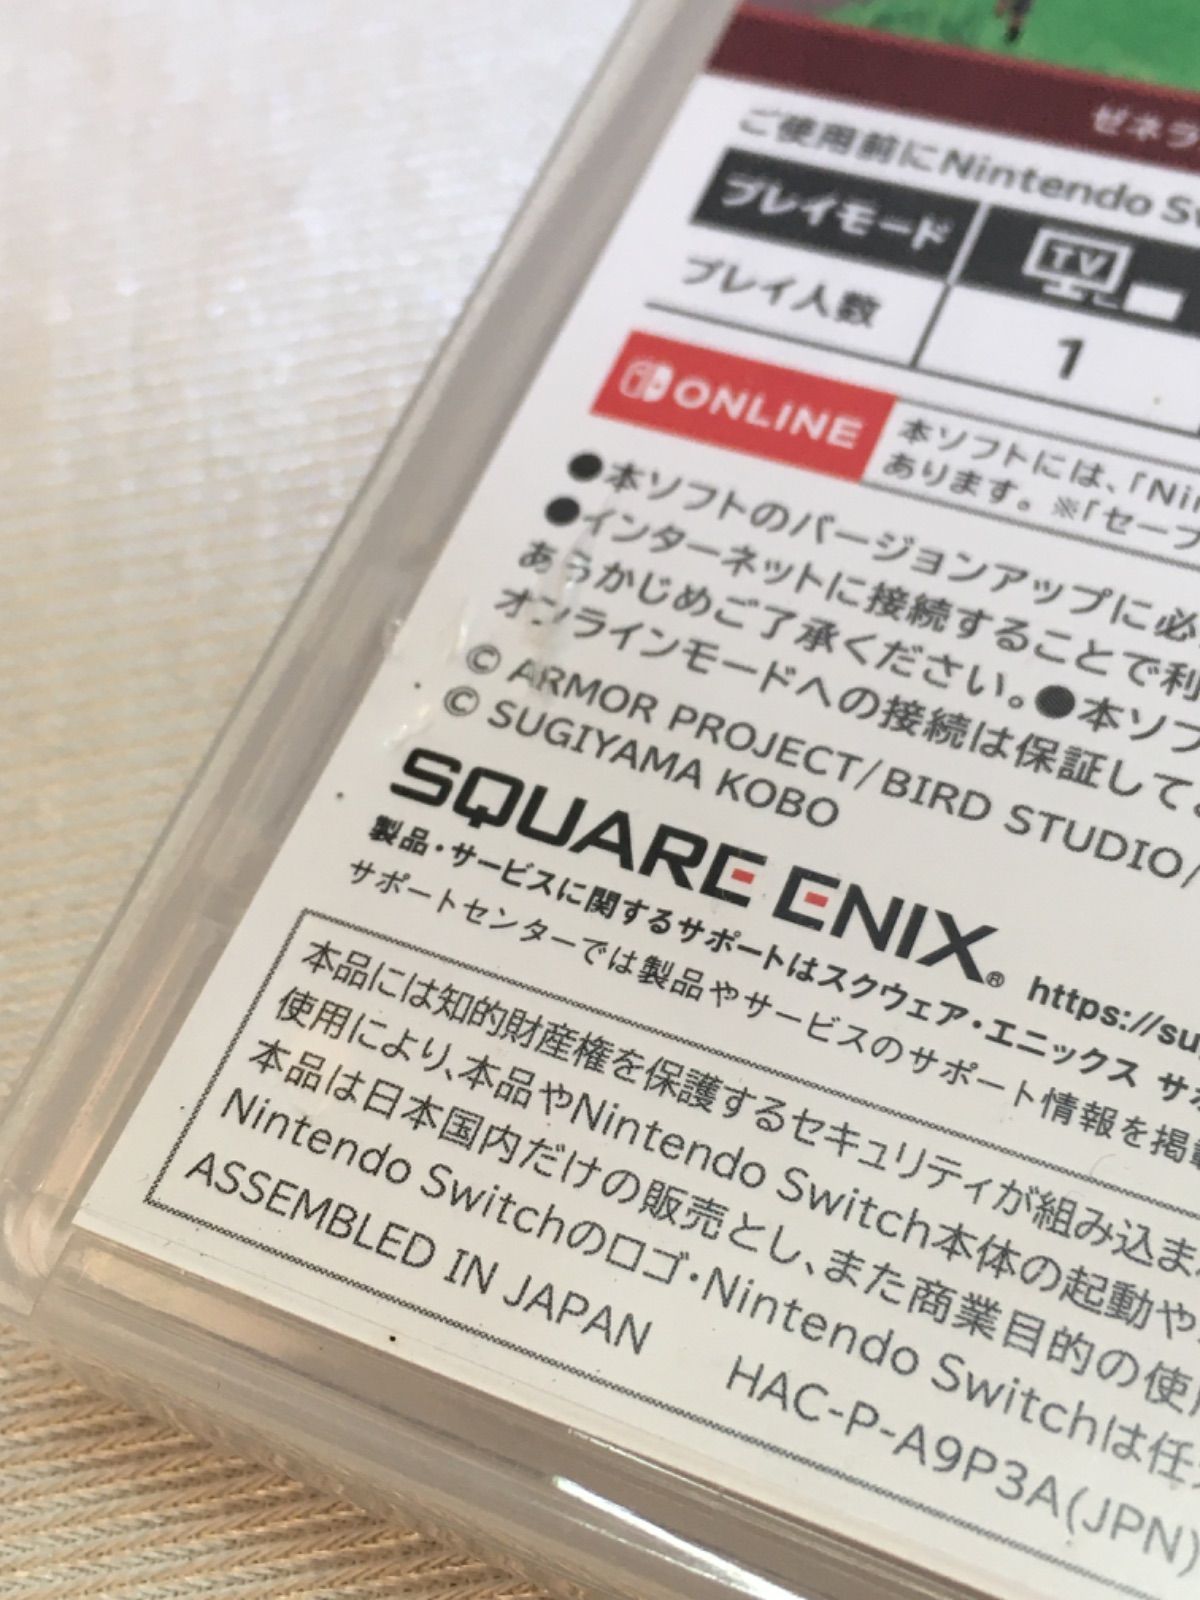 ゼネラ
ご使用前にNintendo Sw
プレイモード TV
プレイ人数 1
ONLINE 本ソフトには、「Nin
あります。※「セーブ
●本ソフトのバージョンアップに必
●インターネットに接続することで利
あらかじめご了承ください。●本ソフ
オンラインモードへの接続は保証して
© ARMOR PROJECT/BIRD STUDIO/
© SUGIYAMA KOBO
SQUARE ENIX®
製品・サービスに関するサポートはスクウェア・エニックス サポ
https://su
サポートセンターでは製品やサービスのサポート情報を掲載
本品には知的財産権を保護するセキュリティが組み込ま
使用により、本品やNintendo Switch本体の起動や
本品は日本国内だけの販売とし、また商業目的の使用
Nintendo Switchのロゴ・Nintendo Switchは任天
ASSEMBLED IN JAPAN HAC-P-A9P3A(JPN)